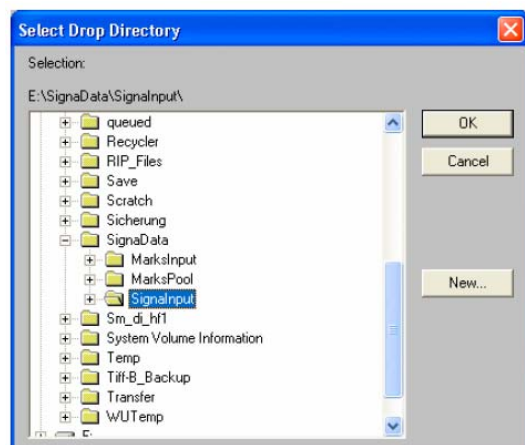 Select Drop Directory
Selection:
E:\SignaData\SignaInput\
queued
Recycler
RIP_Files
Save
Scratch
Sicherung
SignaData
MarksInput
MarksPool
SignaInput
Sm_di_hf1
System Volume Information
Temp
Tiff-B_Backup
Transfer
WUTemp
OK
Cancel
New...